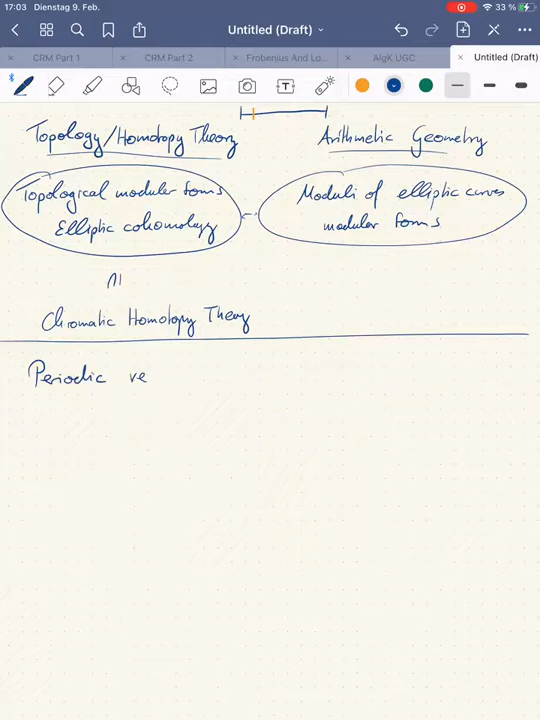 17:03 Dienstag 9. Feb.
33 %
Untitled (Draft)
CRM Part 1
CRM Part 2
Frobenius And Lo...
AlgK UGC
Untitled (Draft)
Topology/Homotopy Theory
Arithmetic Geometry
Topological modular forms
Elliptic cohomology
Moduli of elliptic curves
modular forms
Chromatic Homotopy Theory
Periodic ve